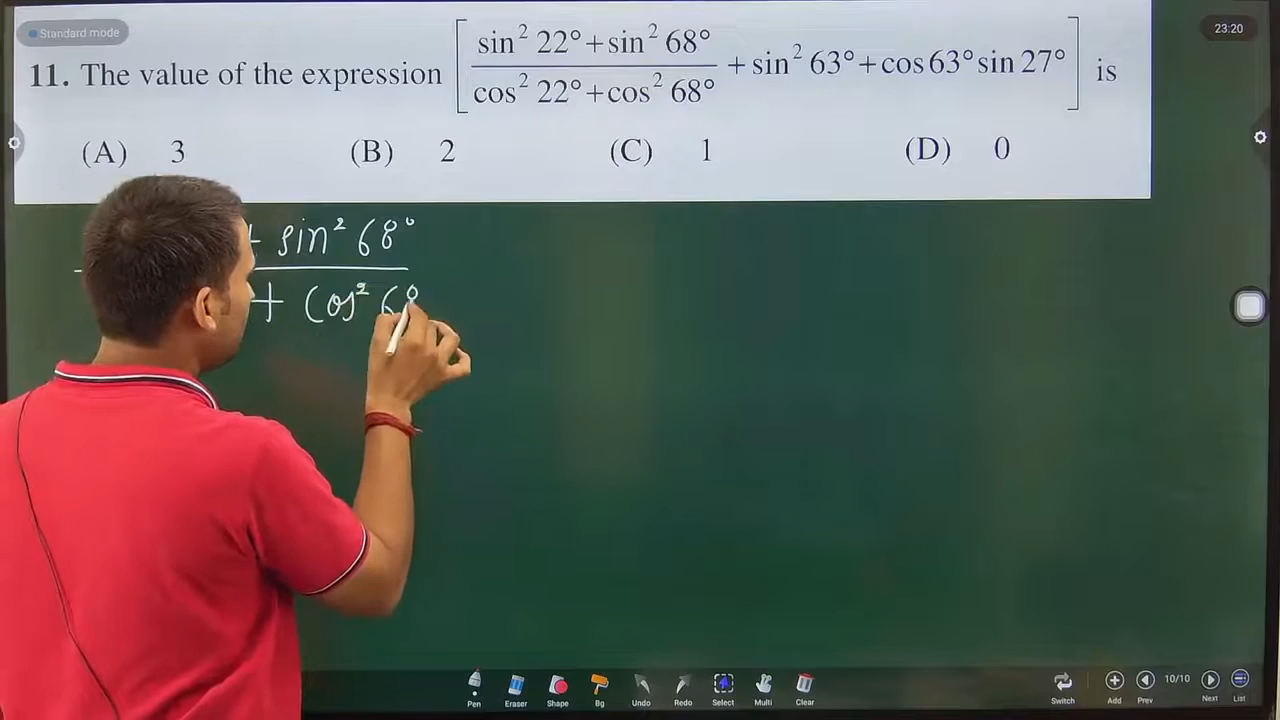 Standard mode
23:20
11. The value of the expression [ (sin² 22° + sin² 68°) / (cos² 22° + cos² 68°) + sin² 63° + cos 63° sin 27° ] is
(A) 3 (B) 2 (C) 1 (D) 0
+ sin² 68°
+ Cos² 68
Pen Eraser Shape Bg Undo Redo Select Multi Clear Switch Add Prev 10/10 Next List